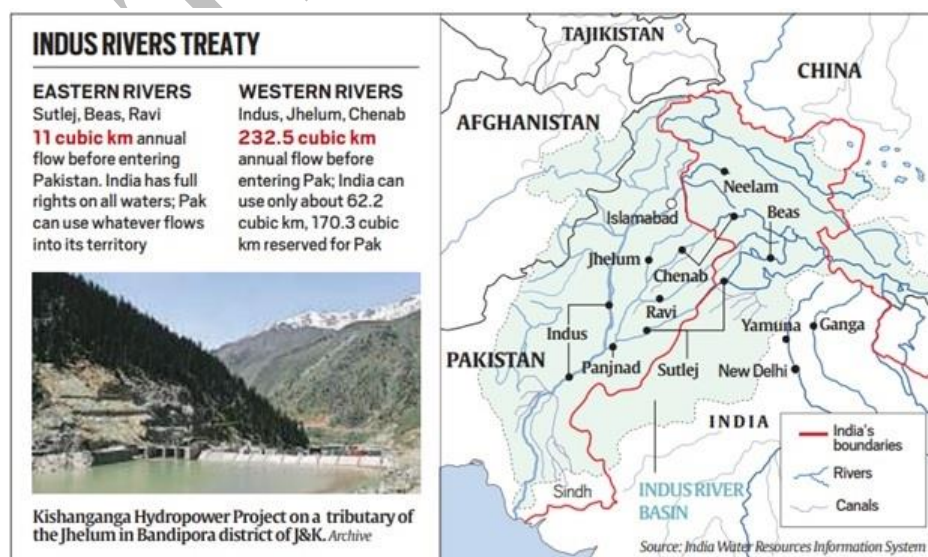 INDUS RIVERS TREATY
EASTERN RIVERS
Sutlej, Beas, Ravi
11 cubic km annual
flow before entering
Pakistan. India has full
rights on all waters; Pak
can use whatever flows
into its territory
WESTERN RIVERS
Indus, Jhelum, Chenab
232.5 cubic km
annual flow before
entering Pak; India can
use only about 62.2
cubic km, 170.3 cubic
km reserved for Pak
Kishanganga Hydropower Project on a tributary of
the Jhelum in Bandipora district of J&K. Archive
TAJIKISTAN
CHINA
AFGHANISTAN
Neelam
Islamabad
Beas
Jhelum
Chenab
Ravi
Indus
Yamuna
Ganga
PAKISTAN
Panjnad
Sutlej
New Delhi
INDIA
Sindh
INDUS RIVER
BASIN
India's
boundaries
Rivers
Canals
Source: India Water Resources Information System